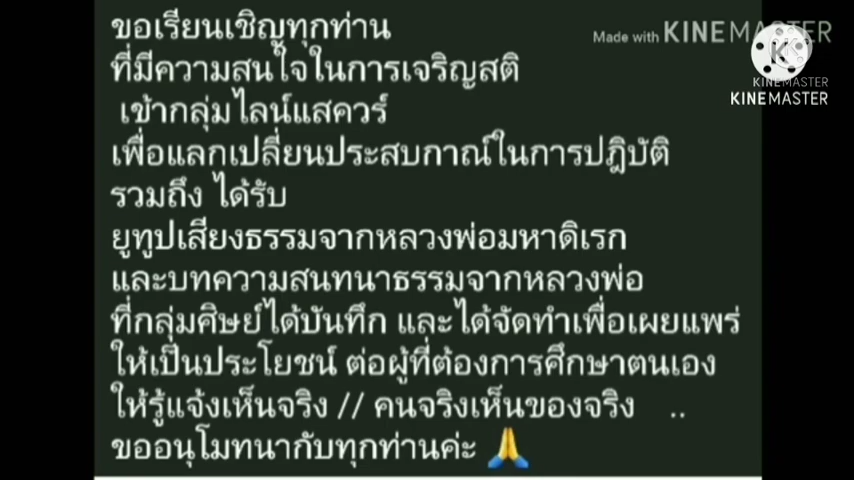 ขอเรียนเชิญทุกท่าน
ที่มีความสนใจในการเจริญสติ
เข้ากลุ่มไลน์แสควร์
เพื่อแลกเปลี่ยนประสบกาณ์ในการปฎิบัติ
รวมถึง ได้รับ
ยูทูปเสียงธรรมจากหลวงพ่อมหาดิเรก
และบทความสนทนาธรรมจากหลวงพ่อ
ที่กลุ่มศิษย์ได้บันทึก และได้จัดทำเพื่อเผยแพร่
ให้เป็นประโยชน์ ต่อผู้ที่ต้องการศึกษาตนเอง
ให้รู้แจ้งเห็นจริง // คนจริงเห็นของจริง ..
ขออนุโมทนากับทุกท่านค่ะ 🙏
Made with KINEMASTER
K
KINEMASTER
KINEMASTER